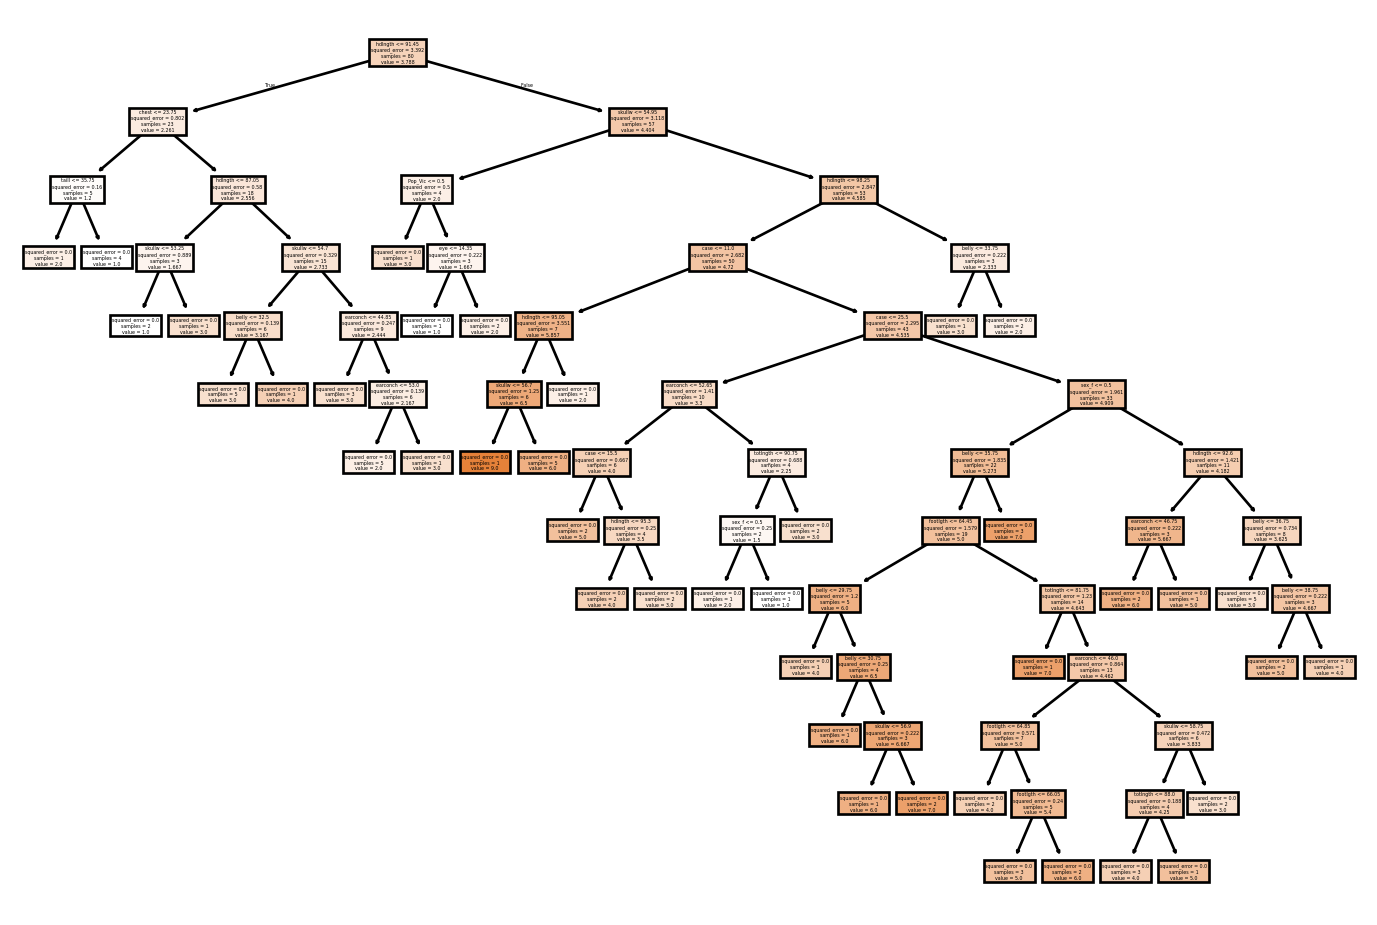 hdlngth <= 91.45
squared_error = 3.392
samples = 80
value = 3.788
True
False
chest <= 23.75
squared_error = 0.802
samples = 23
value = 2.261
skullw <= 54.95
squared_error = 3.118
samples = 57
value = 4.404
taill <= 35.75
squared_error = 0.16
samples = 5
value = 1.2
hdlngth <= 87.05
squared_error = 0.58
samples = 18
value = 2.556
Pop_Vic <= 0.5
squared_error = 0.5
samples = 4
value = 2.0
hdlngth <= 98.25
squared_error = 2.847
samples = 53
value = 4.585
squared_error = 0.0
samples = 1
value = 2.0
squared_error = 0.0
samples = 4
value = 1.0
skullw <= 53.25
squared_error = 0.889
samples = 3
value = 1.667
skullw <= 54.7
squared_error = 0.329
samples = 15
value = 2.733
squared_error = 0.0
samples = 1
value = 3.0
eye <= 14.35
squared_error = 0.222
samples = 3
value = 1.667
case <= 11.0
squared_error = 2.682
samples = 50
value = 4.72
belly <= 33.75
squared_error = 0.222
samples = 3
value = 2.333
squared_error = 0.0
samples = 2
value = 1.0
squared_error = 0.0
samples = 1
value = 3.0
belly <= 32.5
squared_error = 0.139
samples = 6
value = 3.167
earconch <= 44.85
squared_error = 0.247
samples = 9
value = 2.444
squared_error = 0.0
samples = 1
value = 1.0
squared_error = 0.0
samples = 2
value = 2.0
hdlngth <= 95.05
squared_error = 3.551
samples = 7
value = 5.857
case <= 25.5
squared_error = 2.295
samples = 43
value = 4.535
squared_error = 0.0
samples = 1
value = 3.0
squared_error = 0.0
samples = 2
value = 2.0
squared_error = 0.0
samples = 5
value = 3.0
squared_error = 0.0
samples = 1
value = 4.0
squared_error = 0.0
samples = 3
value = 3.0
earconch <= 53.0
squared_error = 0.139
samples = 6
value = 2.167
skullw <= 56.7
squared_error = 1.25
samples = 6
value = 6.5
squared_error = 0.0
samples = 1
value = 2.0
earconch <= 52.65
squared_error = 1.41
samples = 10
value = 3.3
sex_f <= 0.5
squared_error = 1.961
samples = 33
value = 4.909
squared_error = 0.0
samples = 5
value = 2.0
squared_error = 0.0
samples = 1
value = 3.0
squared_error = 0.0
samples = 1
value = 9.0
squared_error = 0.0
samples = 5
value = 6.0
case <= 15.5
squared_error = 0.667
samples = 6
value = 4.0
totlngth <= 90.75
squared_error = 0.688
samples = 4
value = 2.25
belly <= 35.75
squared_error = 1.835
samples = 22
value = 5.273
hdlngth <= 92.6
squared_error = 1.421
samples = 11
value = 4.182
squared_error = 0.0
samples = 2
value = 5.0
hdlngth <= 95.3
squared_error = 0.25
samples = 4
value = 3.5
sex_f <= 0.5
squared_error = 0.25
samples = 2
value = 1.5
squared_error = 0.0
samples = 2
value = 3.0
footlgth <= 64.45
squared_error = 1.579
samples = 19
value = 5.0
squared_error = 0.0
samples = 3
value = 7.0
earconch <= 46.75
squared_error = 0.222
samples = 3
value = 5.667
belly <= 36.75
squared_error = 0.734
samples = 8
value = 3.625
squared_error = 0.0
samples = 2
value = 4.0
squared_error = 0.0
samples = 2
value = 3.0
squared_error = 0.0
samples = 1
value = 2.0
squared_error = 0.0
samples = 1
value = 1.0
belly <= 29.75
squared_error = 1.2
samples = 5
value = 6.0
totlngth <= 81.75
squared_error = 1.23
samples = 14
value = 4.643
squared_error = 0.0
samples = 2
value = 6.0
squared_error = 0.0
samples = 1
value = 5.0
squared_error = 0.0
samples = 5
value = 3.0
belly <= 38.75
squared_error = 0.222
samples = 3
value = 4.667
squared_error = 0.0
samples = 1
value = 4.0
belly <= 30.75
squared_error = 0.25
samples = 4
value = 6.5
squared_error = 0.0
samples = 1
value = 7.0
earconch <= 46.0
squared_error = 0.864
samples = 13
value = 4.462
squared_error = 0.0
samples = 2
value = 5.0
squared_error = 0.0
samples = 1
value = 4.0
squared_error = 0.0
samples = 1
value = 6.0
skullw <= 56.9
squared_error = 0.222
samples = 3
value = 6.667
footlgth <= 64.85
squared_error = 0.571
samples = 7
value = 5.0
skullw <= 58.75
squared_error = 0.472
samples = 6
value = 3.833
squared_error = 0.0
samples = 1
value = 6.0
squared_error = 0.0
samples = 2
value = 7.0
squared_error = 0.0
samples = 2
value = 4.0
footlgth <= 66.05
squared_error = 0.24
samples = 5
value = 5.4
totlngth <= 88.0
squared_error = 0.188
samples = 4
value = 4.25
squared_error = 0.0
samples = 2
value = 3.0
squared_error = 0.0
samples = 3
value = 5.0
squared_error = 0.0
samples = 2
value = 6.0
squared_error = 0.0
samples = 3
value = 4.0
squared_error = 0.0
samples = 1
value = 5.0